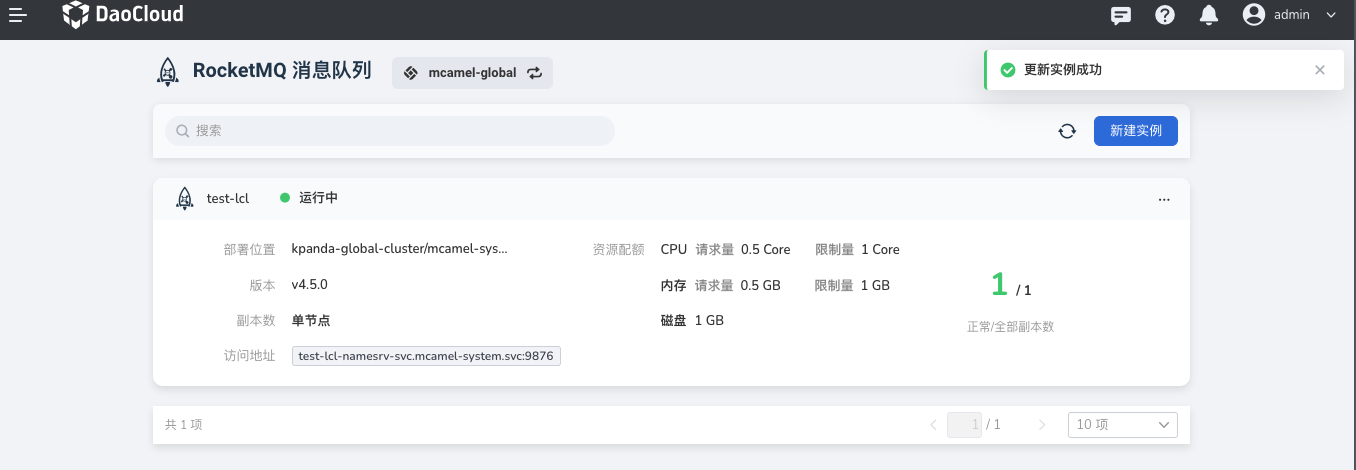 DaoCloud
admin
RocketMQ 消息队列
mcamel-global
更新实例成功
搜索
新建实例
test-lcl 运行中 ...
部署位置 kpanda-global-cluster/mcamel-sys... 资源配额 CPU 请求量 0.5 Core 限制量 1 Core
版本 v4.5.0 内存 请求量 0.5 GB 限制量 1 GB
1 / 1
副本数 单节点 磁盘 1 GB
正常/全部副本数
访问地址 test-lcl-namesrv-svc.mcamel-system.svc:9876
共 1 项 1 / 1 10 项